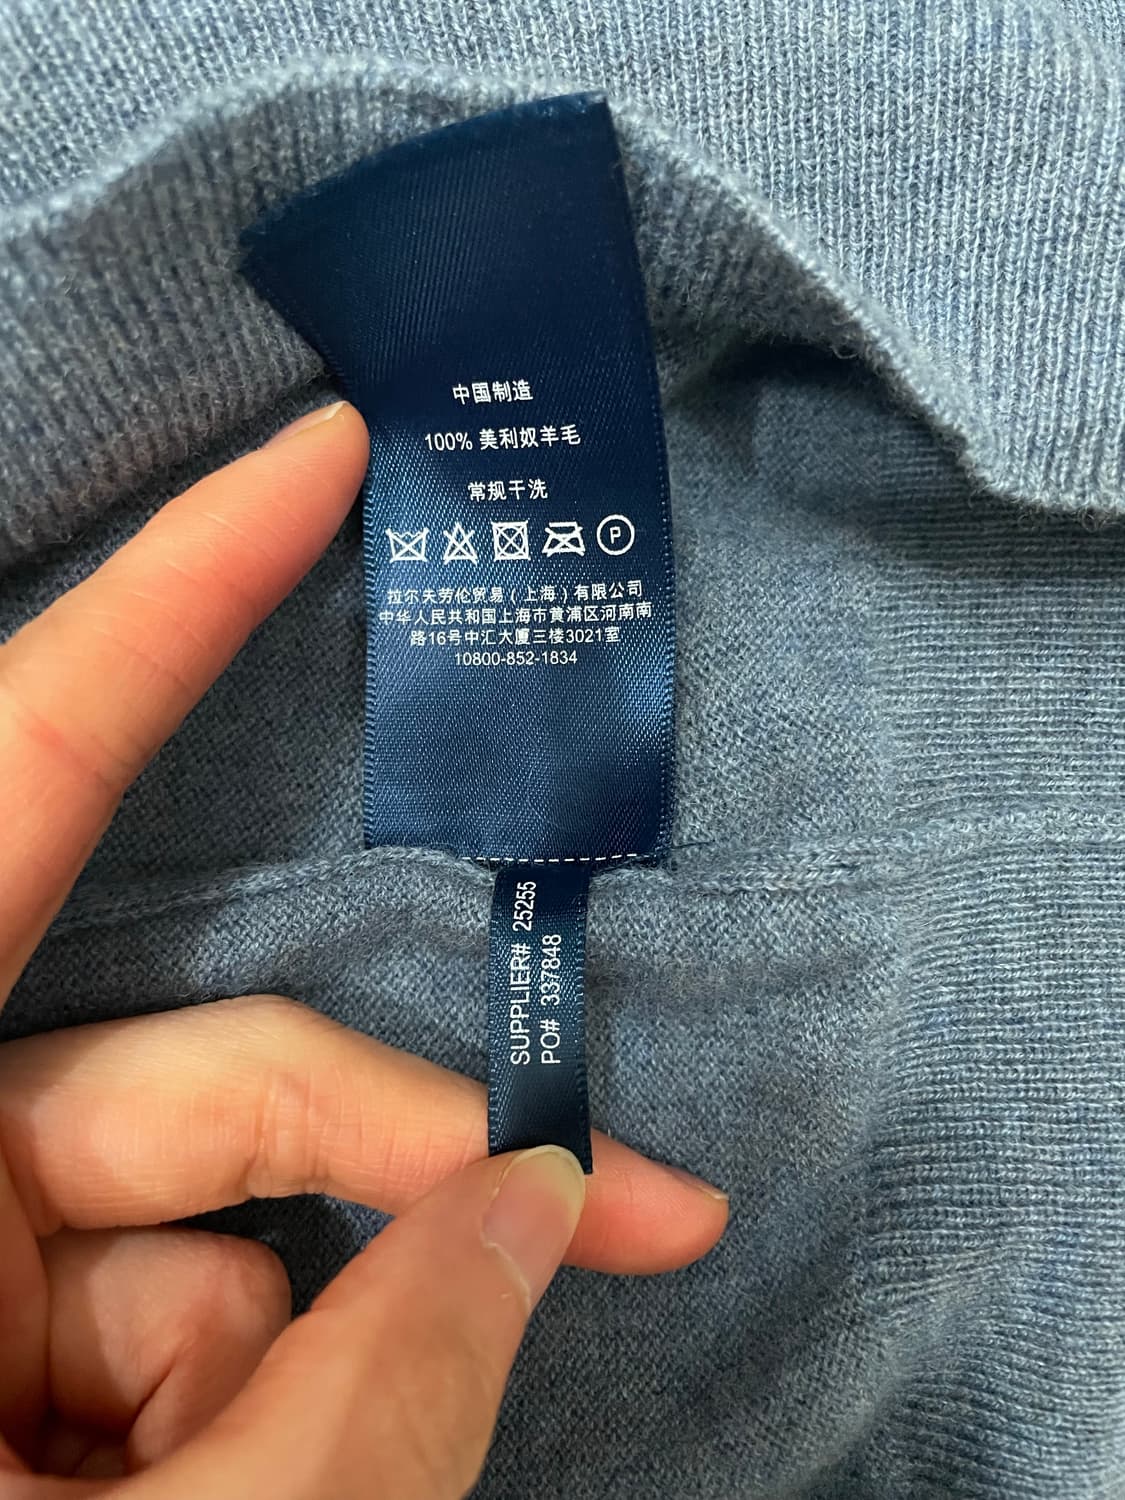 中国制造
100% 美利奴羊毛
常规干洗
P
拉尔夫劳伦贸易（上海）有限公司
中华人民共和国上海市黄浦区河南南
路16号中汇大厦三楼3021室
10800-852-1834
SUPPLIER# 25255
PO# 337848